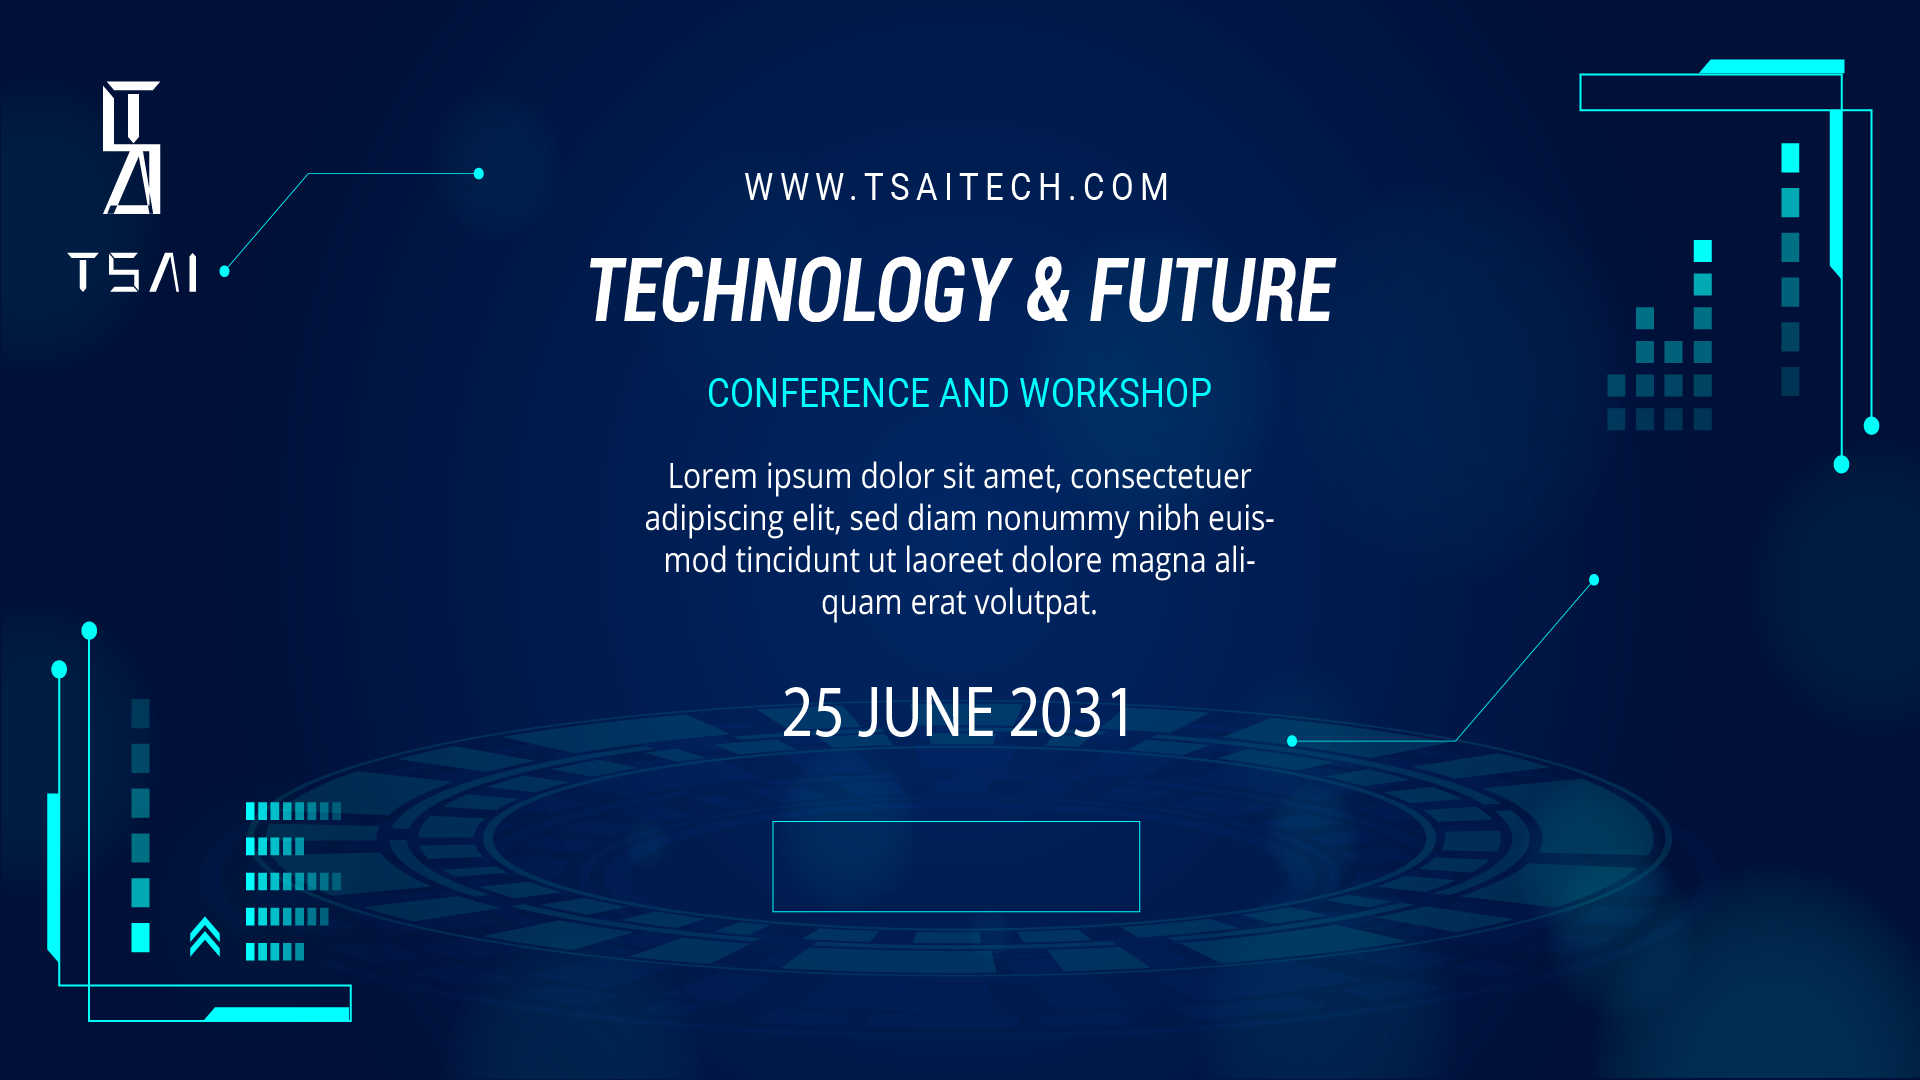 TSAI
WWW.TSAITECH.COM
TECHNOLOGY & FUTURE
CONFERENCE AND WORKSHOP
Lorem ipsum dolor sit amet, consectetuer
adipiscing elit, sed diam nonummy nibh euis-
mod tincidunt ut laoreet dolore magna ali-
quam erat volutpat.
25 JUNE 2031